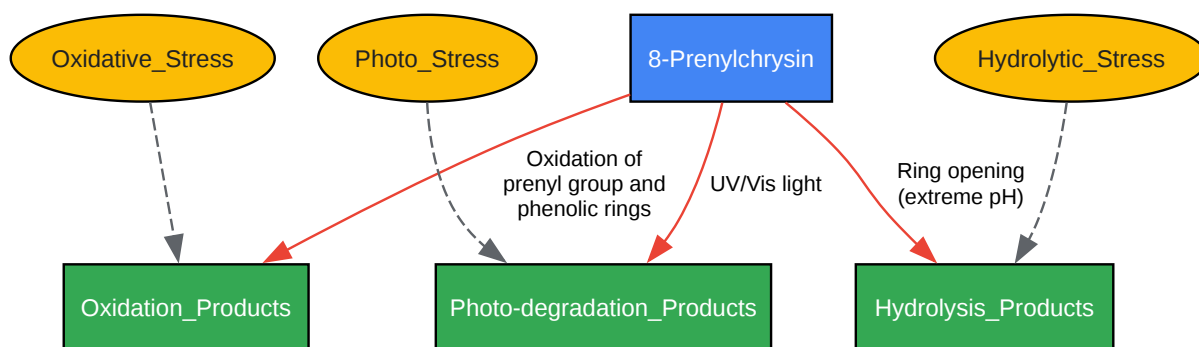 Oxidative_Stress
Photo_Stress
8-Prenylchrysin
Hydrolytic_Stress
Oxidation of
prenyl group and
phenolic rings
UV/Vis light
Ring opening
(extreme pH)
Oxidation_Products
Photo-degradation_Products
Hydrolysis_Products